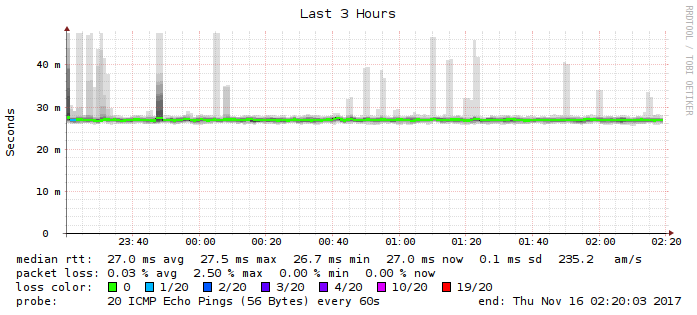 Last 3 Hours
RRDTOOL / TOBI OETIKER
Seconds
40 m
30 m
20 m
10 m
0
23:40 00:00 00:20 00:40 01:00 01:20 01:40 02:00 02:20
median rtt: 27.0 ms avg 27.5 ms max 26.7 ms min 27.0 ms now 0.1 ms sd 235.2 am/s
packet loss: 0.03 % avg 2.50 % max 0.00 % min 0.00 % now
loss color: 0 1/20 2/20 3/20 4/20 10/20 19/20
probe: 20 ICMP Echo Pings (56 Bytes) every 60s end: Thu Nov 16 02:20:03 2017